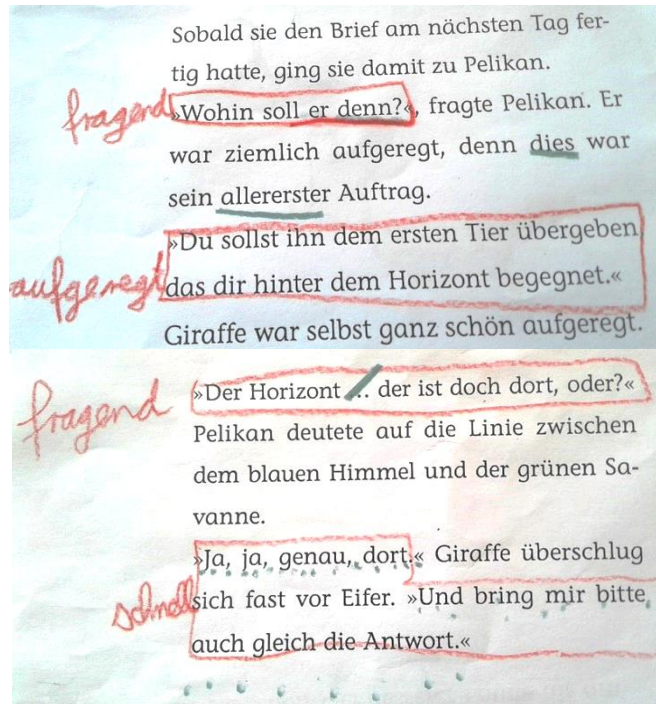 Sobald sie den Brief am nächsten Tag fer-
tig hatte, ging sie damit zu Pelikan.
fragend »Wohin soll er denn?«, fragte Pelikan. Er
war ziemlich aufgeregt, denn dies war
sein allererster Auftrag.
»Du sollst ihn dem ersten Tier übergeben
aufgeregt das dir hinter dem Horizont begegnet.«
Giraffe war selbst ganz schön aufgeregt.
fragend »Der Horizont ... der ist doch dort, oder?«
Pelikan deutete auf die Linie zwischen
dem blauen Himmel und der grünen Sa-
vanne.
»Ja, ja, genau, dort.« Giraffe überschlug
schnell sich fast vor Eifer. »Und bring mir bitte
auch gleich die Antwort.«